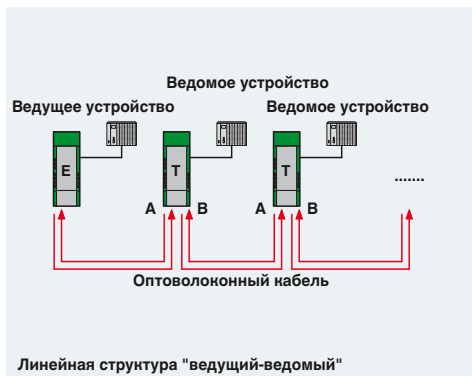 Ведомое устройство
Ведущее устройство Ведомое устройство
E T T .......
A B A B
Оптоволоконный кабель
Линейная структура "ведущий-ведомый"